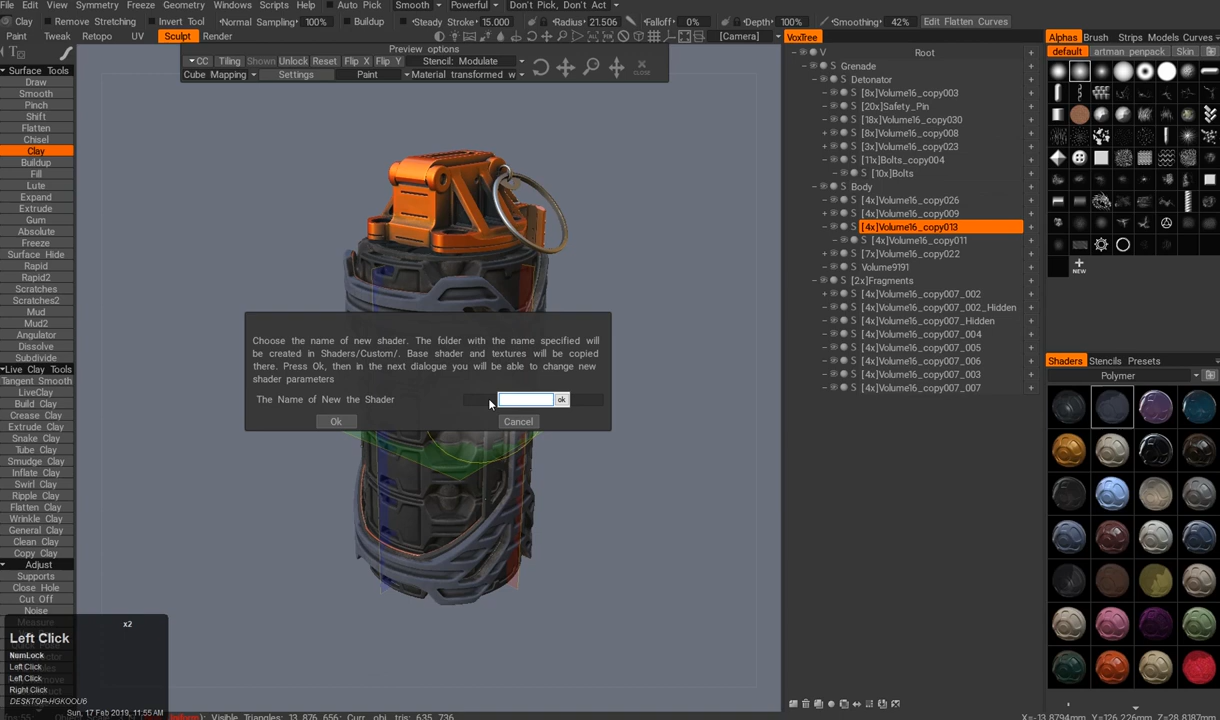 File Edit View Symmetry Freeze Geometry Windows Scripts Help Auto Pick Smooth Powerful Don't Pick, Don't Act
Clay Remove Stretching Invert Tool Normal Sampling 100% Buildup Steady Stroke 15.000 Radius 21.506 Falloff 0% Depth 100% Smoothing 42% Edit Flatten Curves
Paint Tweak Retopo UV Sculpt Render [Camera]
VoxTree
Alphas Brush Strips Models Curves
default artman penpack Skin
Preview options
CC Tiling Shown Unlock Reset Flip X Flip Y Stencil: Modulate
Cube Mapping Settings Paint Material transformed w
CLOSE
Surface Tools
Draw
Smooth
Pinch
Shift
Flatten
Chisel
Clay
Buildup
Fill
Lute
Expand
Extrude
Gum
Absolute
Freeze
Surface Hide
Rapid
Rapid2
Scratches
Scratches2
Mud
Mud2
Angulator
Dissolve
Subdivide
Live Clay Tools
Tangent Smooth
LiveClay
Build Clay
Crease Clay
Extrude Clay
Snake Clay
Tube Clay
Smudge Clay
Inflate Clay
Swirl Clay
Ripple Clay
Flatten Clay
Wrinkle Clay
General Clay
Clean Clay
Copy Clay
Adjust
Supports
Close Hole
Cut Off
Noise
V Root
Grenade
Detonator
S [8x]Volume16_copy003
S [20x]Safety_Pin
S [18x]Volume16_copy030
S [8x]Volume16_copy008
S [3x]Volume16_copy023
S [11x]Bolts_copy004
S [10x]Bolts
S Body
S [4x]Volume16_copy026
S [4x]Volume16_copy009
S [4x]Volume16_copy013
S [4x]Volume16_copy011
S [7x]Volume16_copy022
S Volume9191
S [2x]Fragments
S [4x]Volume16_copy007_002
S [4x]Volume16_copy007_002_Hidden
S [4x]Volume16_copy007_Hidden
S [4x]Volume16_copy007_004
S [4x]Volume16_copy007_005
S [4x]Volume16_copy007_006
S [4x]Volume16_copy007_003
S [4x]Volume16_copy007_007
NEW
Shaders Stencils Presets
Polymer
Choose the name of new shader. The folder with the name specified will
be created in Shaders/Custom/. Base shader and textures will be copied
there. Press Ok, then in the next dialogue you will be able to change new
shader parameters
The Name of New the Shader ok
Ok Cancel
x2
Left Click
NumLock
Left Click
Left Click
Right Click
DESKTOP-HGKOOU6
Sun, 17 Feb 2019, 11:55 AM
Visible Triangles: 13 876 656; Curr. obj tris: 635 736
X=-13.8794mm Y=126.226mm Z=28.8187mm